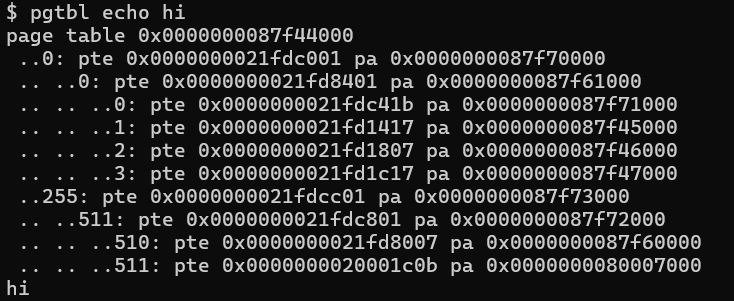 $ pgtbl echo hi
page table 0x0000000087f44000
..0: pte 0x0000000021fdc001 pa 0x0000000087f70000
.. ..0: pte 0x0000000021fd8401 pa 0x0000000087f61000
.. .. ..0: pte 0x0000000021fdc41b pa 0x0000000087f71000
.. .. ..1: pte 0x0000000021fd1417 pa 0x0000000087f45000
.. .. ..2: pte 0x0000000021fd1807 pa 0x0000000087f46000
.. .. ..3: pte 0x0000000021fd1c17 pa 0x0000000087f47000
..255: pte 0x0000000021fdcc01 pa 0x0000000087f73000
.. ..511: pte 0x0000000021fdc801 pa 0x0000000087f72000
.. .. ..510: pte 0x0000000021fd8007 pa 0x0000000087f60000
.. .. ..511: pte 0x0000000020001c0b pa 0x0000000080007000
hi